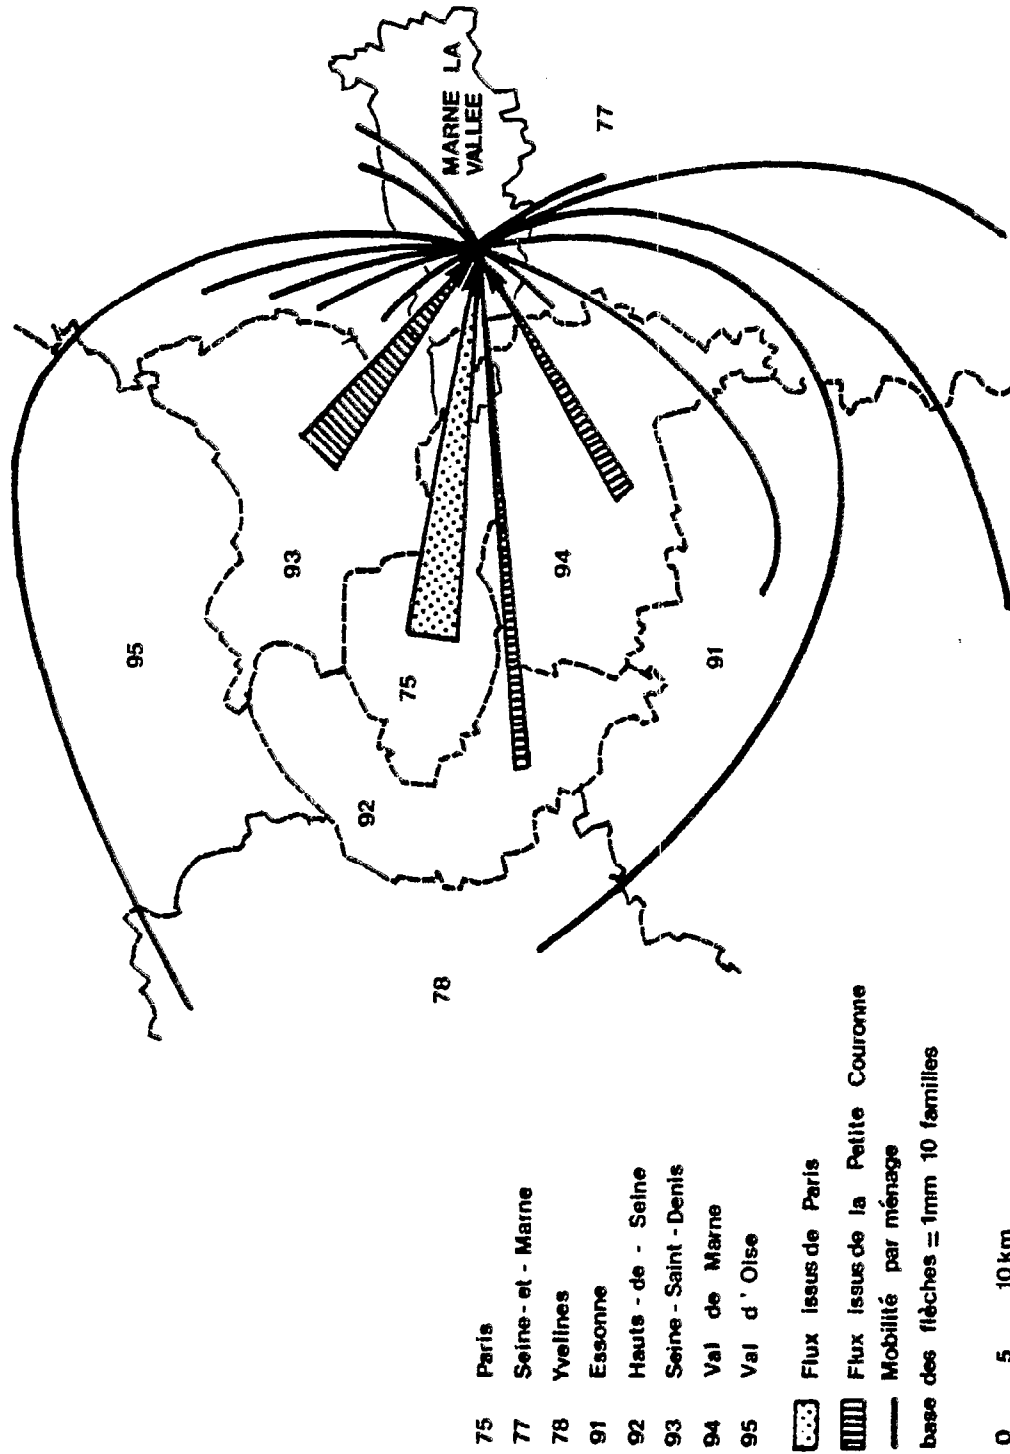 MARNE LA
VALLEE
77
95
93
94
75
92
91
78
75 Paris
77 Seine-et-Marne
78 Yvelines
91 Essonne
92 Hauts-de-Seine
93 Seine-Saint-Denis
94 Val de Marne
95 Val d'Oise
Flux issus de Paris
Flux issus de la Petite Couronne
Mobilité par ménage
base des flèches = 1mm 10 familles
0 5 10 km